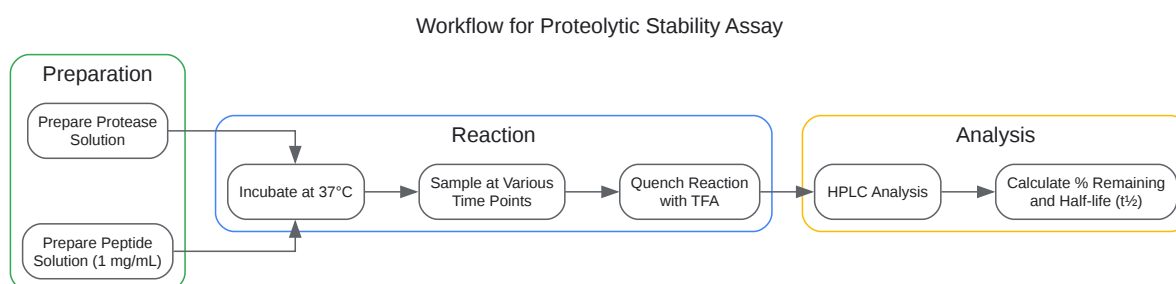 Workflow for Proteolytic Stability Assay
Preparation
Prepare Protease
Solution
Prepare Peptide
Solution (1 mg/mL)
Reaction
Incubate at 37°C
Sample at Various
Time Points
Quench Reaction
with TFA
Analysis
HPLC Analysis
Calculate % Remaining
and Half-life (t½)